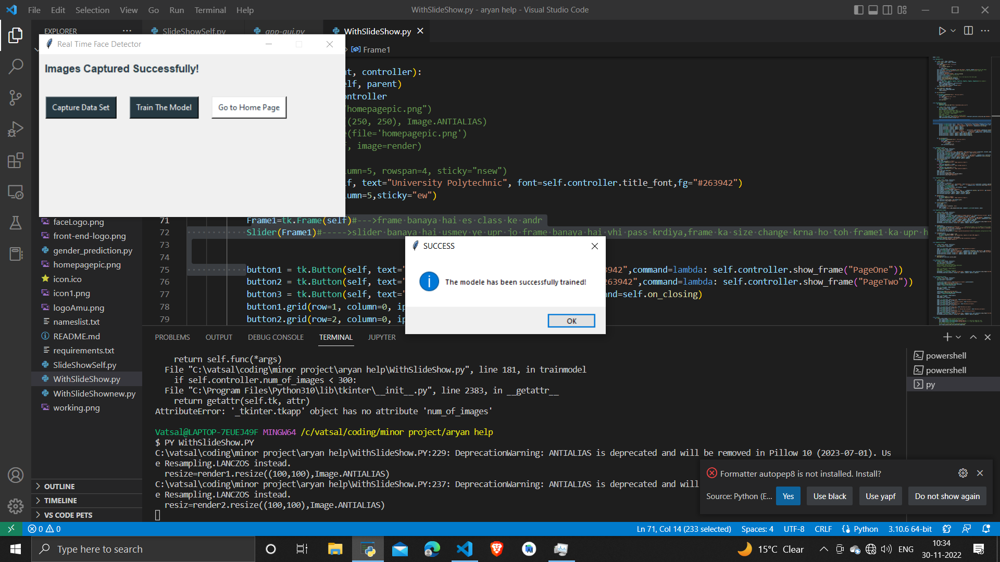 File Edit Selection View Go Run Terminal Help
WithSlideShow.py - aryan help - Visual Studio Code
EXPLORER
SlideShowSelf.py
app-gui.py
WithSlideShow.py
Frame1
Real Time Face Detector
Images Captured Successfully!
Capture Data Set
Train The Model
Go to Home Page
nt, controller):
lf, parent)
ontroller
"homepagepic.png")
((250, 250), Image.ANTIALIAS)
e(file='homepagepic.png')
f, image=render)
lumn=5, rowspan=4, sticky="nsew")
lf, text="University Polytechnic", font=self.controller.title_font,fg="#263942")
umn=5,sticky="ew")
71 Frame1=tk.Frame(self)#--->frame banaya hai es class ke andr
72 Slider(Frame1)#----->slider banaya hai usmey ye upr jo frame banaya hai vhi pass krdiya,frame ka size change krna ho toh frame1 ka upr h
73
74
75 button1 = tk.Button(self, text=" 3942",command=lambda: self.controller.show_frame("PageOne"))
76 button2 = tk.Button(self, text=" 263942",command=lambda: self.controller.show_frame("PageTwo"))
77 button3 = tk.Button(self, text=" and=self.on_closing)
78 button1.grid(row=1, column=0, ip
79 button2.grid(row=2, column=0, ip
SUCCESS
The modele has been successfully trained!
OK
faceLogo.png
front-end-logo.png
gender_prediction.py
homepagepic.png
icon.ico
icon1.png
logoAmu.png
nameslist.txt
README.md
requirements.txt
SlideShowSelf.py
WithSlideShow.py
WithSlideShownew.py
working.png
OUTLINE
TIMELINE
VS CODE PETS
PROBLEMS OUTPUT DEBUG CONSOLE TERMINAL JUPYTER
return self.func(*args)
File "C:\vatsal\coding\minor project\aryan help\WithSlideShow.py", line 181, in trainmodel
if self.controller.num_of_images < 300:
File "C:\Program Files\Python310\lib\tkinter\__init__.py", line 2383, in __getattr__
return getattr(self.tk, attr)
AttributeError: '_tkinter.tkapp' object has no attribute 'num_of_images'
Vatsal@LAPTOP-7EUEJ49F MINGW64 /c/vatsal/coding/minor project/aryan help
$ PY WithSlideShow.PY
C:\vatsal\coding\minor project\aryan help\WithSlideShow.PY:229: DeprecationWarning: ANTIALIAS is deprecated and will be removed in Pillow 10 (2023-07-01). Us
e Resampling.LANCZOS instead.
resize=render1.resize((100,100),Image.ANTIALIAS)
C:\vatsal\coding\minor project\aryan help\WithSlideShow.PY:237: DeprecationWarning: ANTIALIAS is deprecated and will
e Resampling.LANCZOS instead.
resiz=render2.resize((100,100),Image.ANTIALIAS)
powershell
powershell
py
Formatter autopep8 is not installed. Install?
Source: Python (E...
Yes
Use black
Use yapf
Do not show again
0 0
Ln 71, Col 14 (233 selected) Spaces: 4 UTF-8 CRLF Python 3.10.6 64-bit
Type here to search
15°C Clear
ENG
10:34
30-11-2022